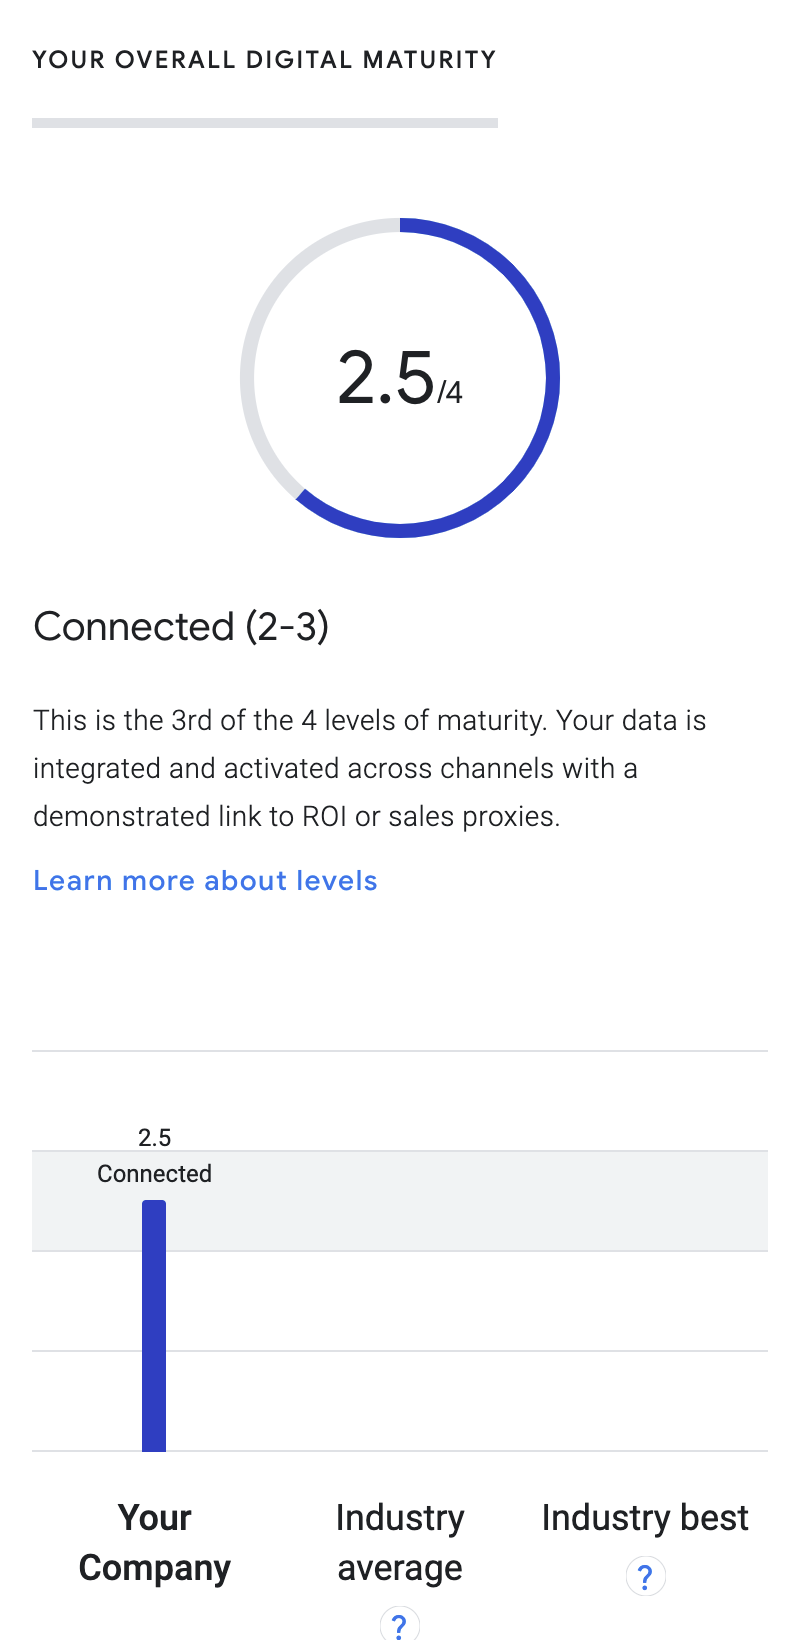 YOUR OVERALL DIGITAL MATURITY
2.5/4
Connected (2-3)
This is the 3rd of the 4 levels of maturity. Your data is
integrated and activated across channels with a
demonstrated link to ROI or sales proxies.
Learn more about levels
2.5
Connected
Your
Company
Industry
average
?
Industry best
?